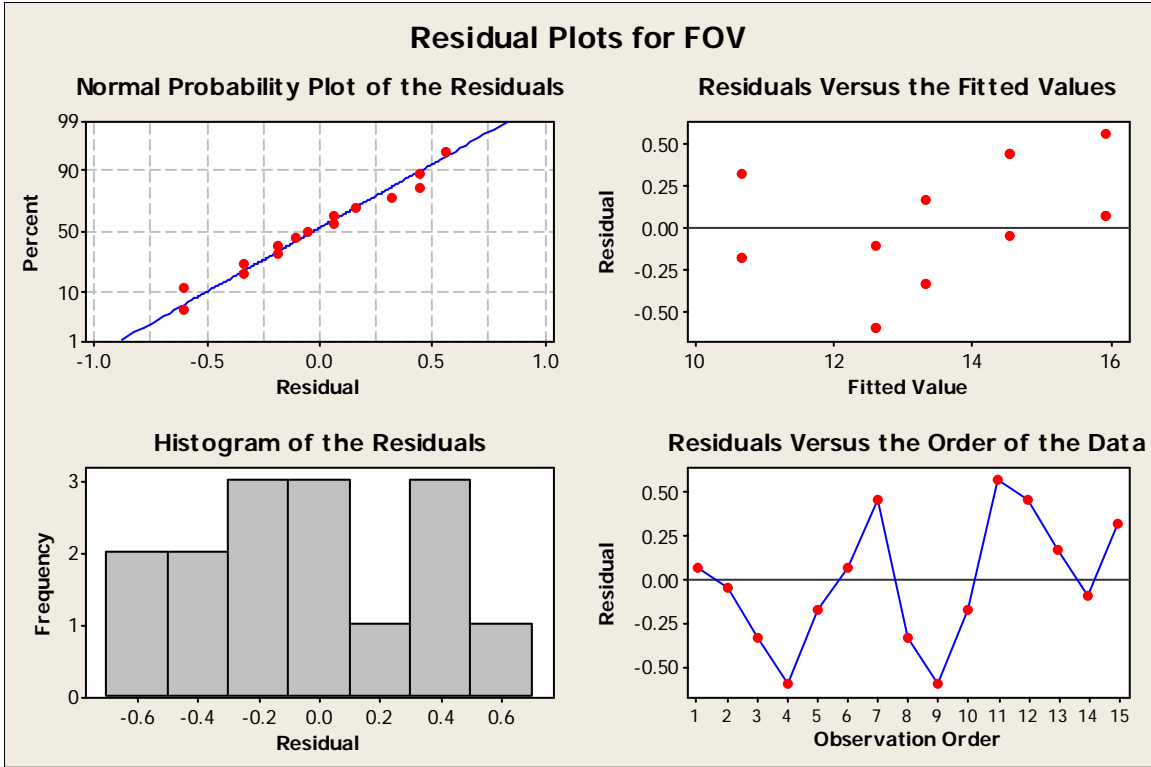 Residual Plots for FOV
Normal Probability Plot of the Residuals
99
90
50
10
1
Percent
-1.0 -0.5 0.0 0.5 1.0
Residual
Residuals Versus the Fitted Values
0.50
0.25
0.00
-0.25
-0.50
Residual
10 12 14 16
Fitted Value
Histogram of the Residuals
3
2
1
0
Frequency
-0.6 -0.4 -0.2 0.0 0.2 0.4 0.6
Residual
Residuals Versus the Order of the Data
0.50
0.25
0.00
-0.25
-0.50
Residual
1 2 3 4 5 6 7 8 9 10 11 12 13 14 15
Observation Order